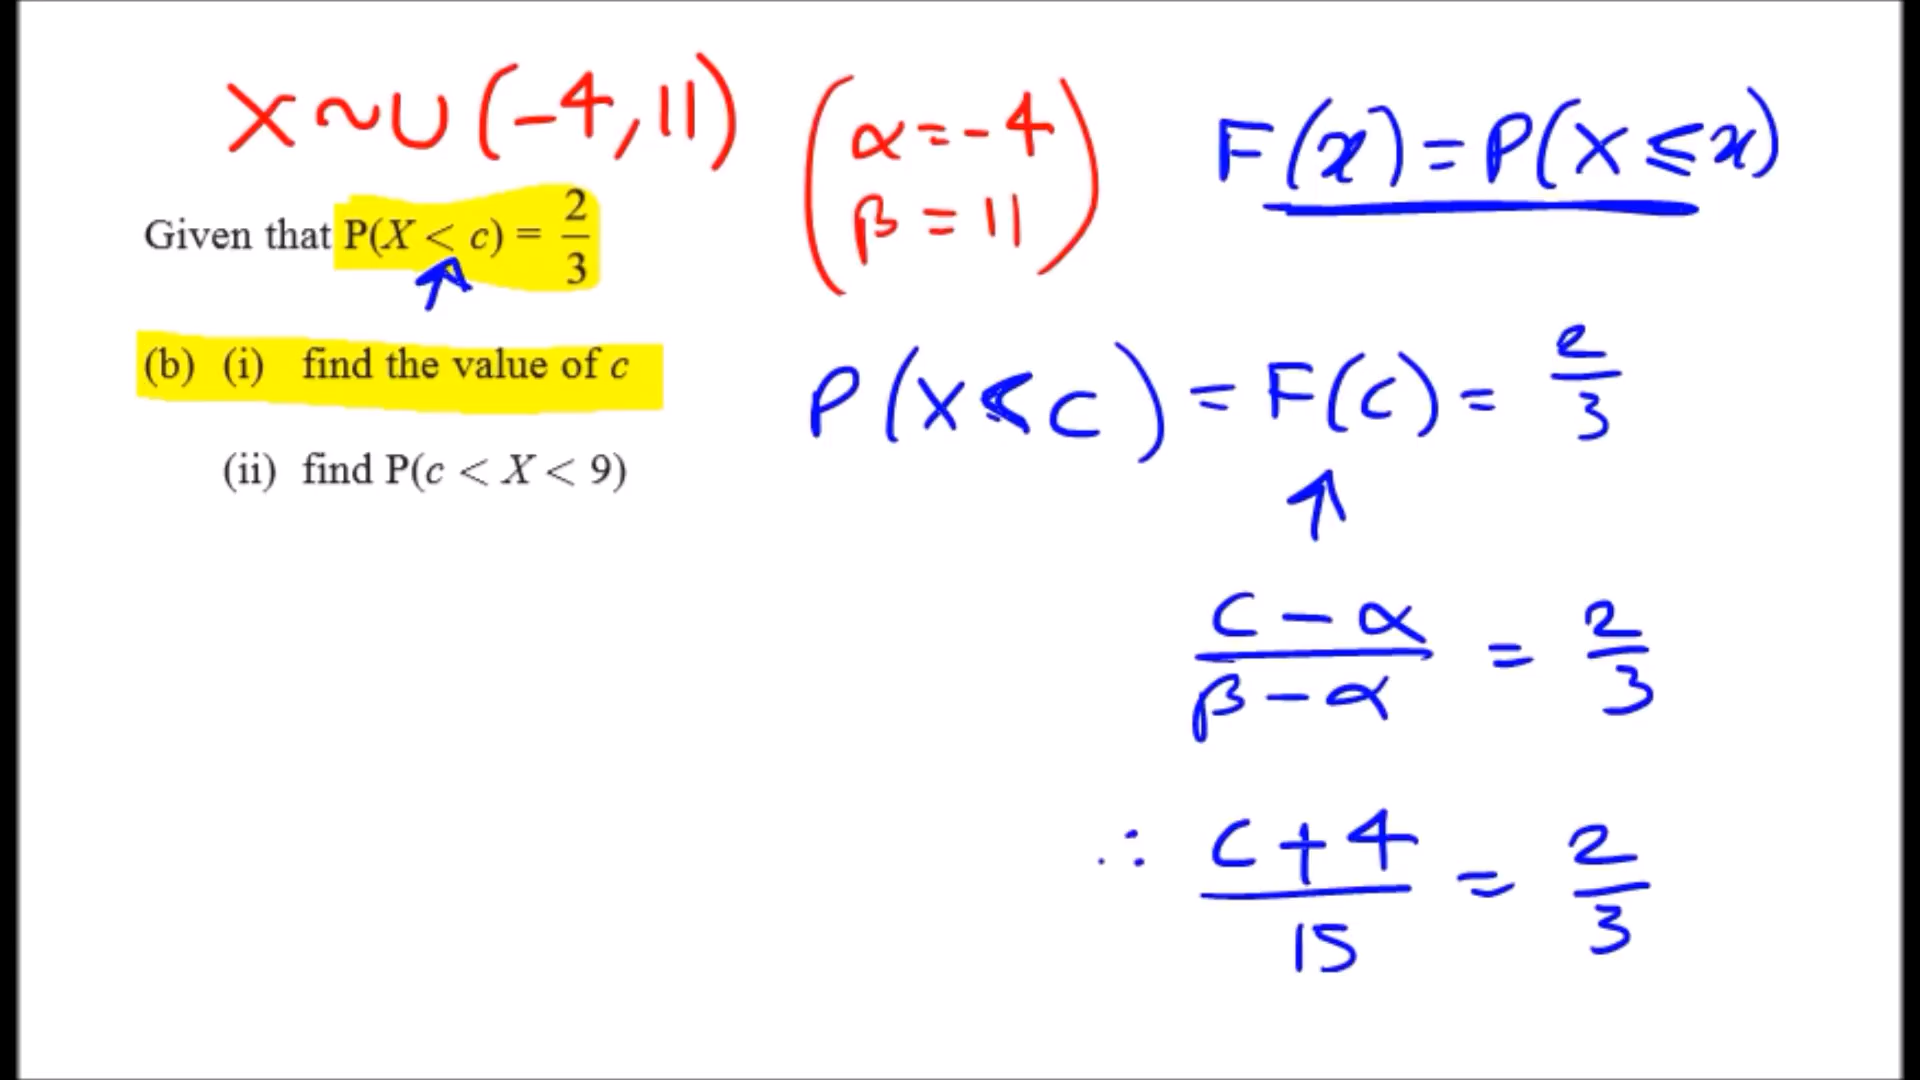 X ~ U (-4, 11) (α = -4
β = 11)
F(x) = P(X ≤ x)
Given that P(X < c) = 2/3
(b) (i) find the value of c
(ii) find P(c < X < 9)
P(X ≤ c) = F(c) = 2/3
↑
c - α / β - α = 2/3
∴ c + 4 / 15 = 2/3